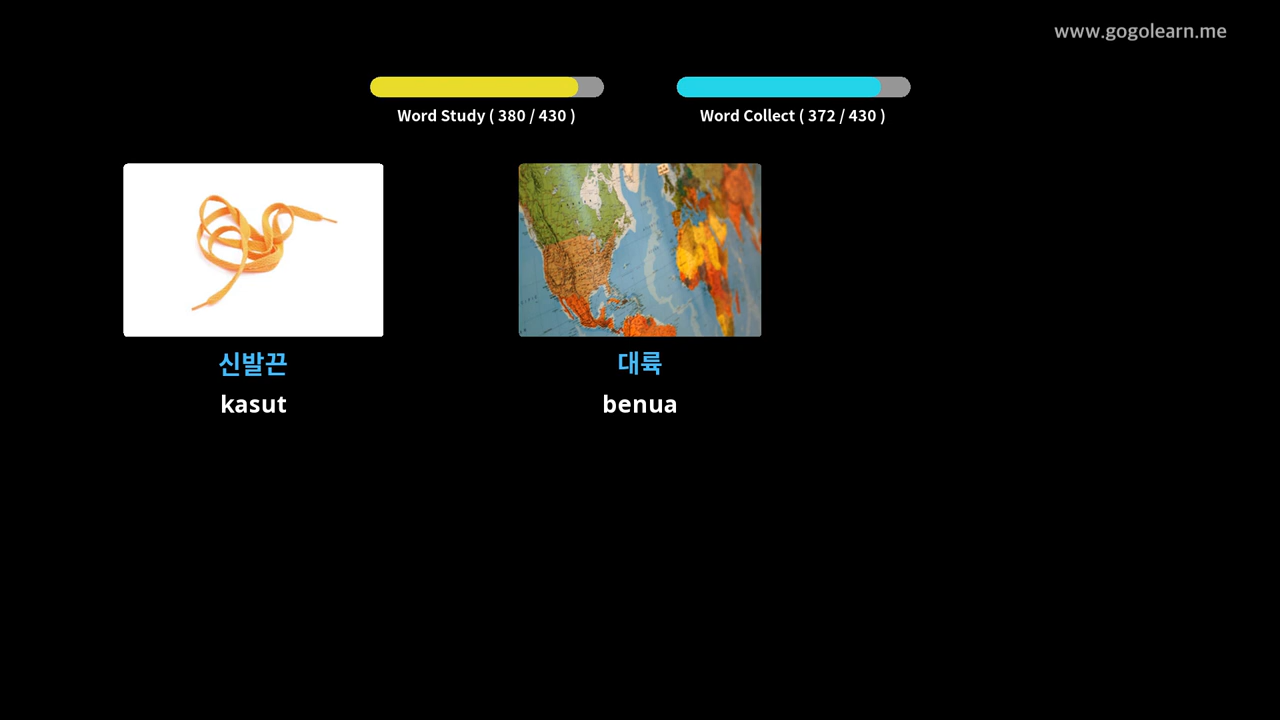 www.gogolearn.me
Word Study ( 380 / 430 )
Word Collect ( 372 / 430 )
신발끈
대륙
kasut
benua